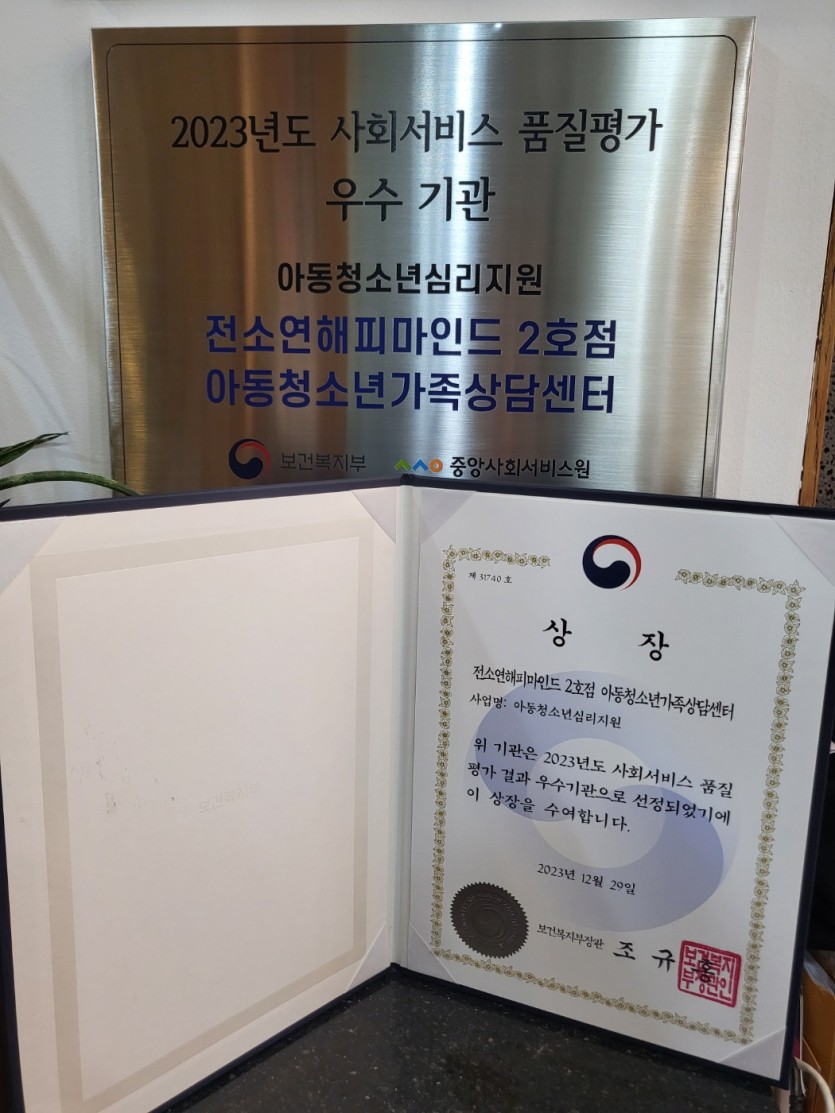 2023년도 사회서비스 품질평가
우수 기관
아동청소년심리지원
전소연해피마인드 2호점
아동청소년가족상담센터
보건복지부 중앙사회서비스원
제 31740 호
상 장
전소연해피마인드 2호점 아동청소년가족상담센터
사업명: 아동청소년심리지원
위 기관은 2023년도 사회서비스 품질
평가 결과 우수기관으로 선정되었기에
이 상장을 수여합니다.
2023년 12월 29일
보건복지부장관 조 규 홍
보건복지
부장관인